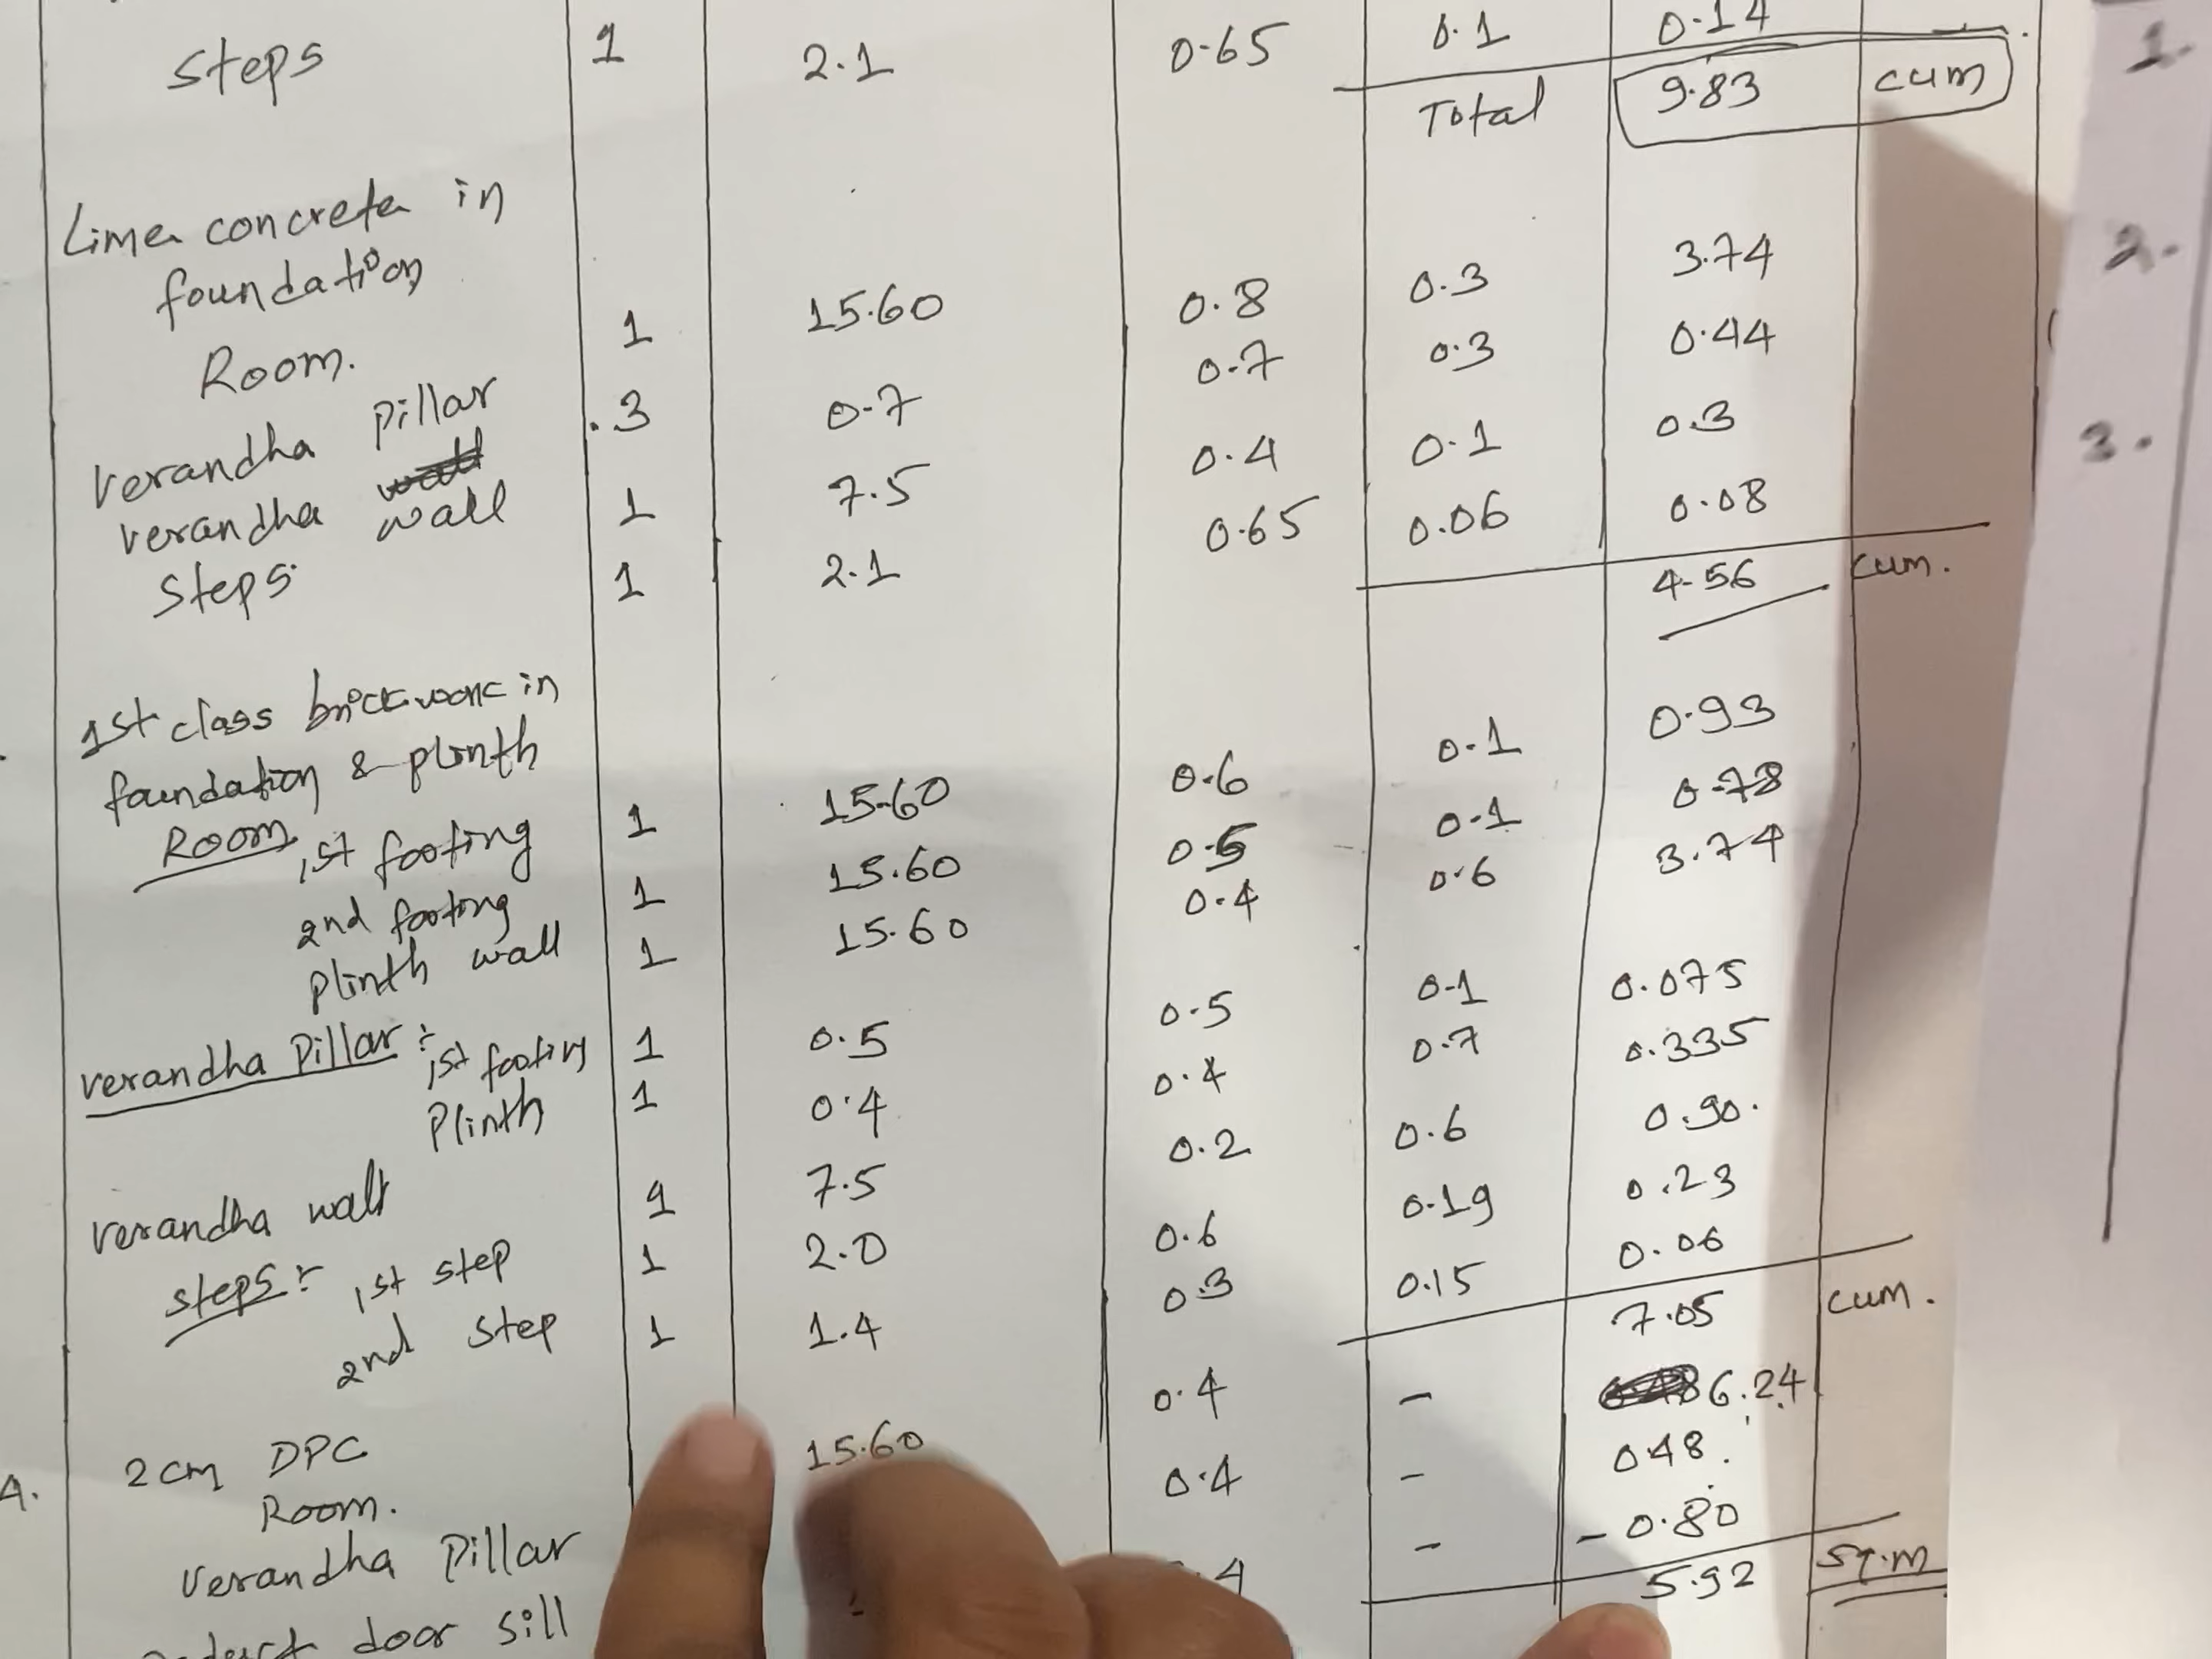 steps 1 2.1 0.65 0.1 0.14
Total 9.83 cum
Lime concrete in
foundation
Room. 1 15.60 0.8 0.3 3.74
verandha pillar 3 0.7 0.7 0.3 0.44
verandha wall 1 7.5 0.4 0.1 0.3
steps 1 2.1 0.65 0.06 0.08
4.56 cum.
1st class brick work in
foundation & plinth
Room 1st footing 1 15.60 0.6 0.1 0.93
2nd footing 1 15.60 0.5 0.1 0.78
plinth wall 1 15.60 0.4 0.6 3.74
verandha pillar :- 1st footing 1 0.5 0.5 0.1 0.075
plinth 1 0.4 0.4 0.7 0.335
verandha wall 1 7.5 0.2 0.6 0.90.
steps :- 1st step 1 2.0 0.6 0.19 0.23
2nd step 1 1.4 0.3 0.15 0.06
7.05 cum.
4. 2cm DPC
Room. 15.60 0.4 - 6.24
verandha pillar 0.4 - 0.48
door sill .4 - - 0.80
5.92 sq.m
1.
2.
3.